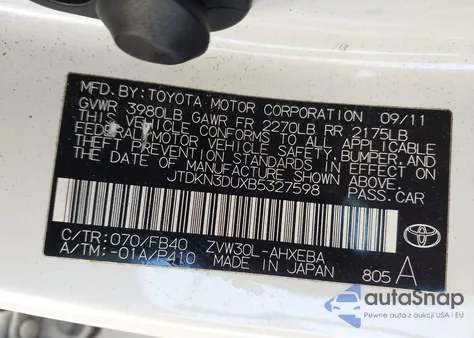 MFD. BY: TOYOTA MOTOR CORPORATION 09/11
GVWR 3980LB GAWR FR 2270LB RR 2175LB
THIS VEHICLE CONFORMS TO ALL APPLICABLE
FEDERAL MOTOR VEHICLE SAFETY, BUMPER, AND
THEFT PREVENTION STANDARDS IN EFFECT ON
THE DATE OF MANUFACTURE SHOWN ABOVE.
JTDKN3DUXB5327598 PASS. CAR
C/TR: 070/FB40 ZVW30L-AHXEBA
A/TM: -01A/P410 MADE IN JAPAN 805 A
TOYOTA
autoSnap
Pewne auta z aukcji USA i EU